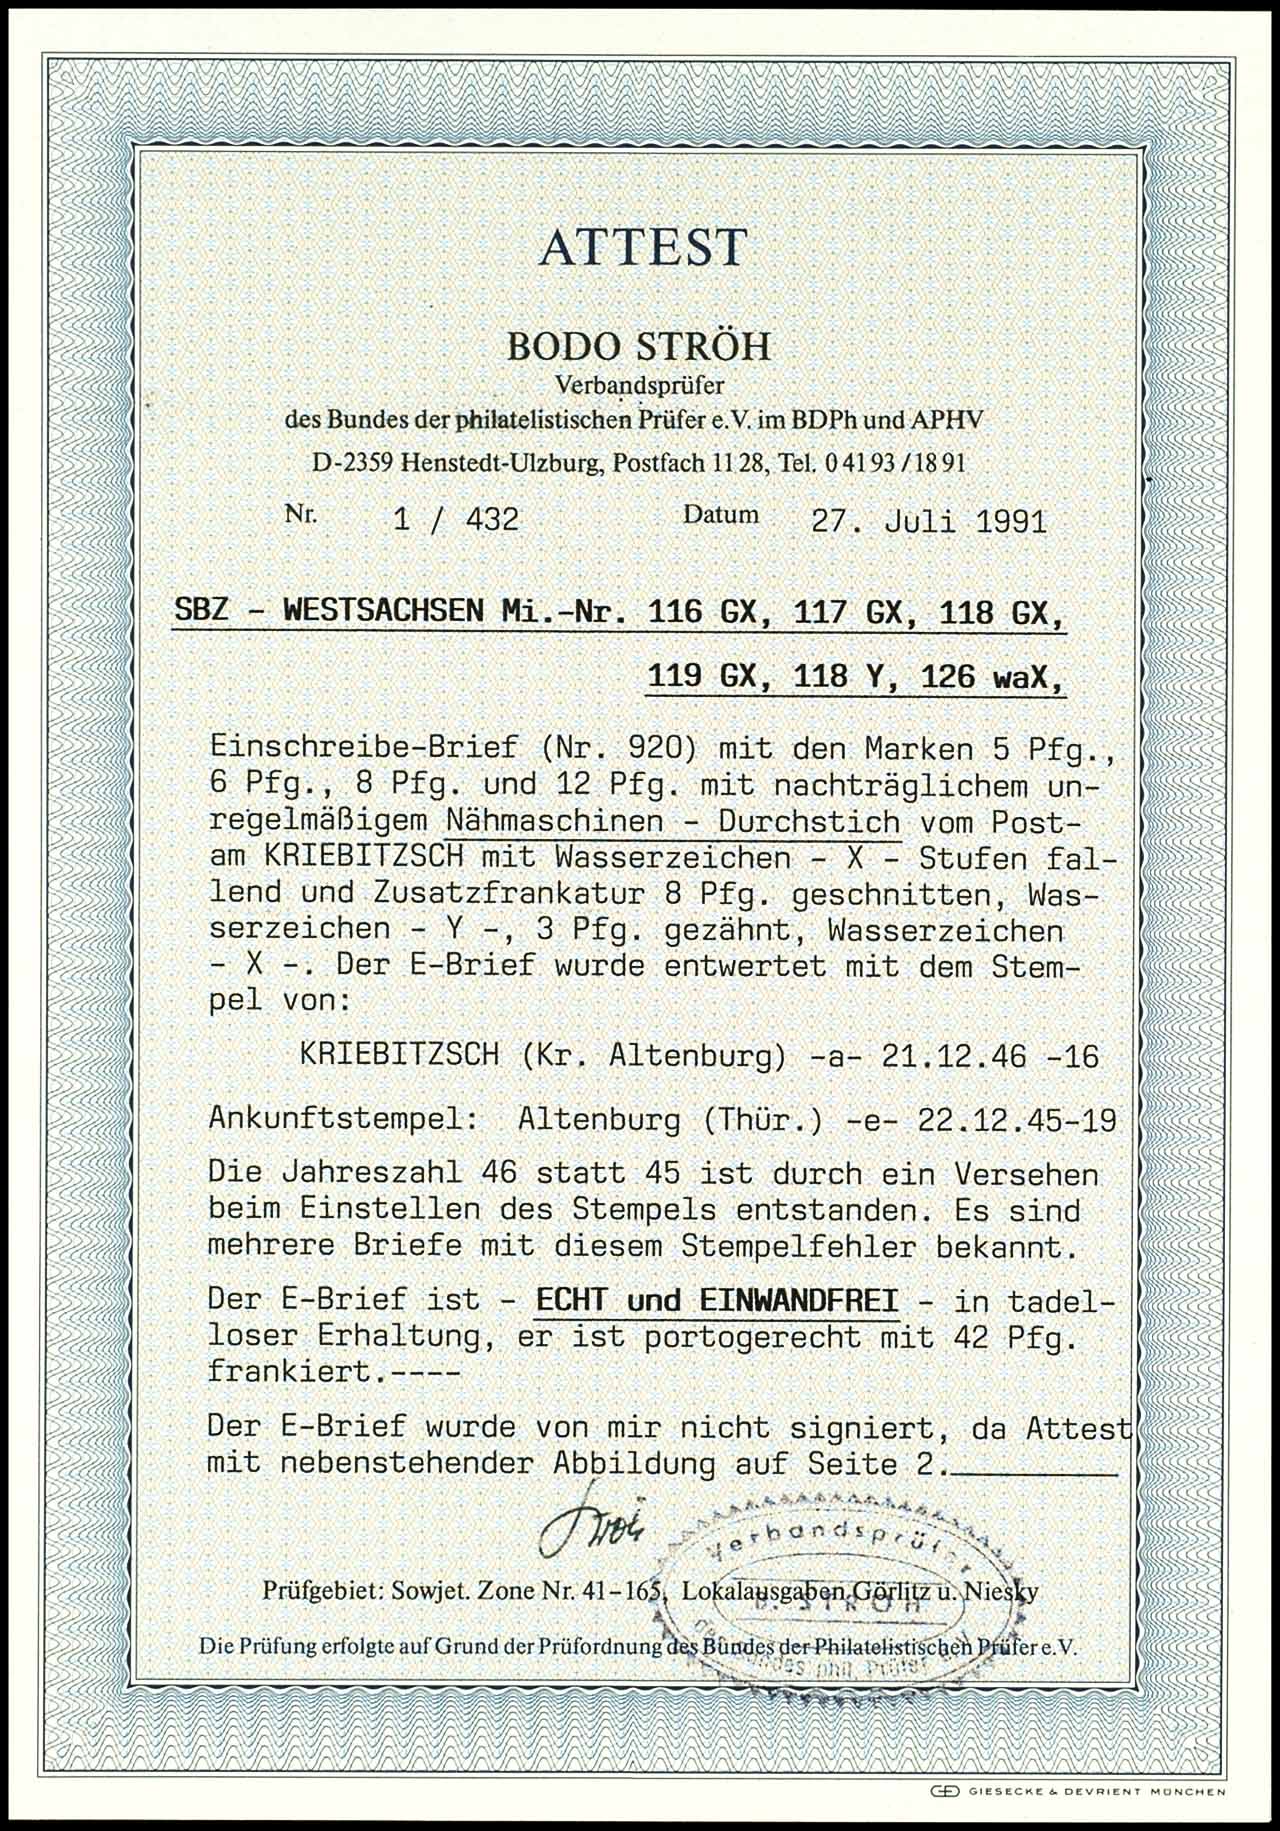 ATTEST
BODO STRÖH
Verbandsprüfer
des Bundes der philatelistischen Prüfer e.V. im BDPh und APHV
D-2359 Henstedt-Ulzburg, Postfach 11 28, Tel. 0 41 93 / 18 91
Nr. 1 / 432 Datum 27. Juli 1991
SBZ - WESTSACHSEN Mi.-Nr. 116 GX, 117 GX, 118 GX,
119 GX, 118 Y, 126 waX,
Einschreibe-Brief (Nr. 920) mit den Marken 5 Pfg.,
6 Pfg., 8 Pfg. und 12 Pfg. mit nachträglichem un-
regelmäßigem Nähmaschinen - Durchstich vom Post-
am KRIEBITZSCH mit Wasserzeichen - X - Stufen fal-
lend und Zusatzfrankatur 8 Pfg. geschnitten, Was-
serzeichen - Y -, 3 Pfg. gezähnt, Wasserzeichen
- X -. Der E-Brief wurde entwertet mit dem Stem-
pel von:
KRIEBITZSCH (Kr. Altenburg) -a- 21.12.46 -16
Ankunftstempel: Altenburg (Thür.) -e- 22.12.45-19
Die Jahreszahl 46 statt 45 ist durch ein Versehen
beim Einstellen des Stempels entstanden. Es sind
mehrere Briefe mit diesem Stempelfehler bekannt.
Der E-Brief ist - ECHT und EINWANDFREI - in tadel-
loser Erhaltung, er ist portogerecht mit 42 Pfg.
frankiert.----
Der E-Brief wurde von mir nicht signiert, da Attest
mit nebenstehender Abbildung auf Seite 2.
Verbandsprüfer
Prüfgebiet: Sowjet. Zone Nr. 41-165, Lokalausgaben Görlitz u. Niesky
B. STRÖH
Die Prüfung erfolgte auf Grund der Prüfordnung des Bundes der Philatelistischen Prüfer e.V.
des Bundes phil. Prüfer
GIESECKE & DEVRIENT MÜNCHEN